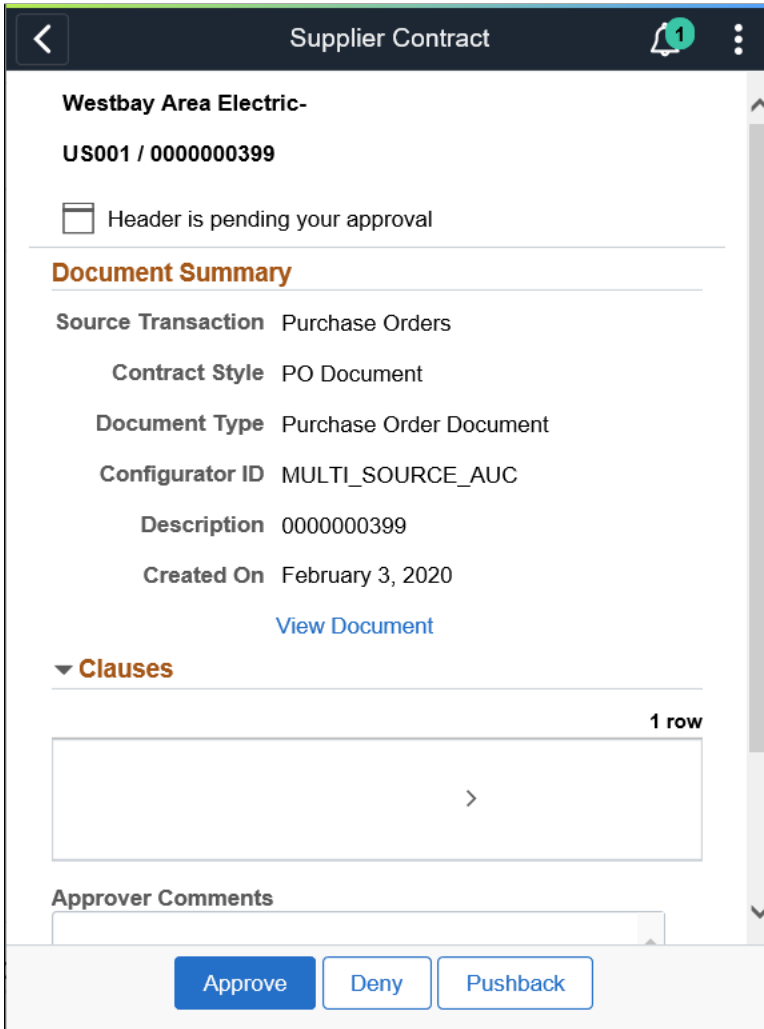 Supplier Contract
1
Westbay Area Electric-
US001 / 0000000399
Header is pending your approval
Document Summary
Source Transaction Purchase Orders
Contract Style PO Document
Document Type Purchase Order Document
Configurator ID MULTI_SOURCE_AUC
Description 0000000399
Created On February 3, 2020
View Document
Clauses
1 row
Approver Comments
Approve Deny Pushback